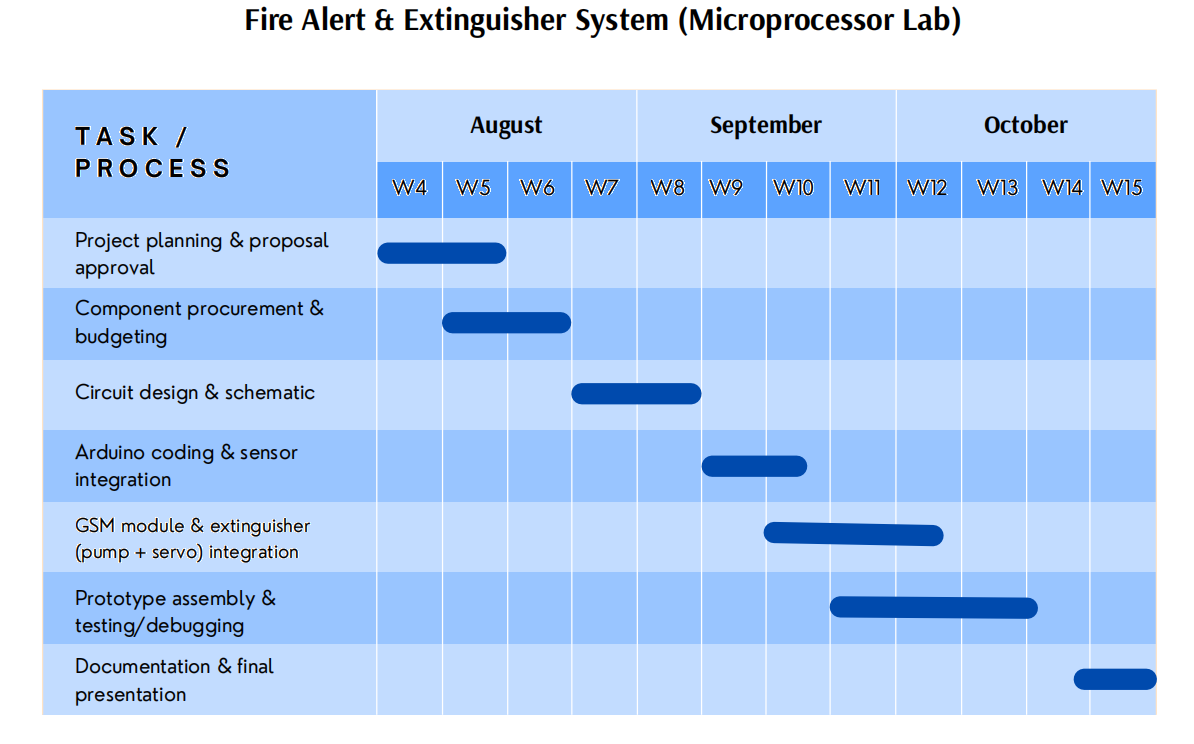 Fire Alert & Extinguisher System (Microprocessor Lab)
TASK /
PROCESS
August
September
October
W4 W5 W6 W7 W8 W9 W10 W11 W12 W13 W14 W15
Project planning & proposal
approval
Component procurement &
budgeting
Circuit design & schematic
Arduino coding & sensor
integration
GSM module & extinguisher
(pump + servo) integration
Prototype assembly &
testing/debugging
Documentation & final
presentation